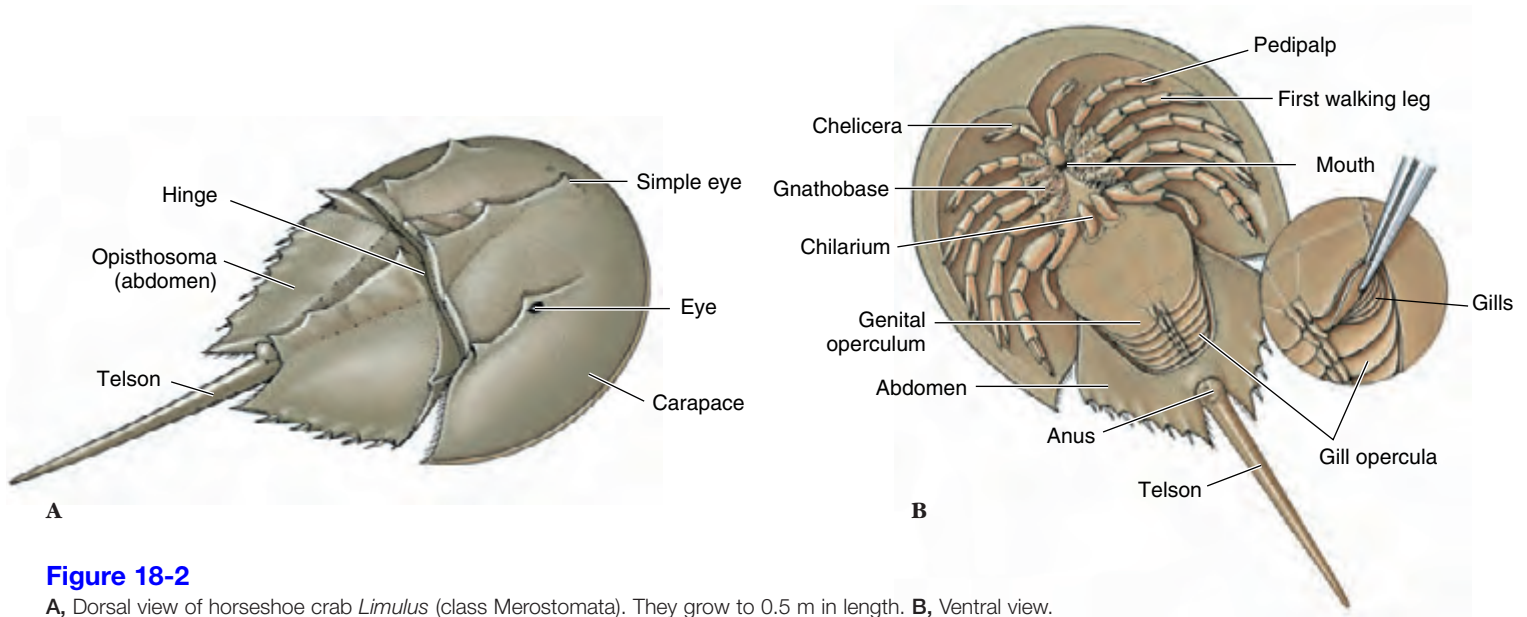 Hinge
Simple eye
Opisthosoma
(abdomen)
Eye
Telson
Carapace
A
Pedipalp
First walking leg
Chelicera
Mouth
Gnathobase
Chilarium
Gills
Genital
operculum
Abdomen
Anus
Gill opercula
Telson
B
Figure 18-2
A, Dorsal view of horseshoe crab Limulus (class Merostomata). They grow to 0.5 m in length. B, Ventral view.